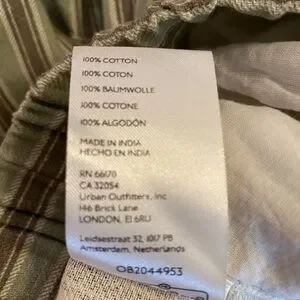 100% COTTON
100% COTON
100% BAUMWOLLE
100% COTONE
100% ALGODÓN
MADE IN INDIA
HECHO EN INDIA
RN 66170
CA 32054
Urban Outfitters, Inc
146 Brick Lane
LONDON, E1 6RU
Leidsestraat 32, 1017 PB
Amsterdam, Netherlands
OB2044953